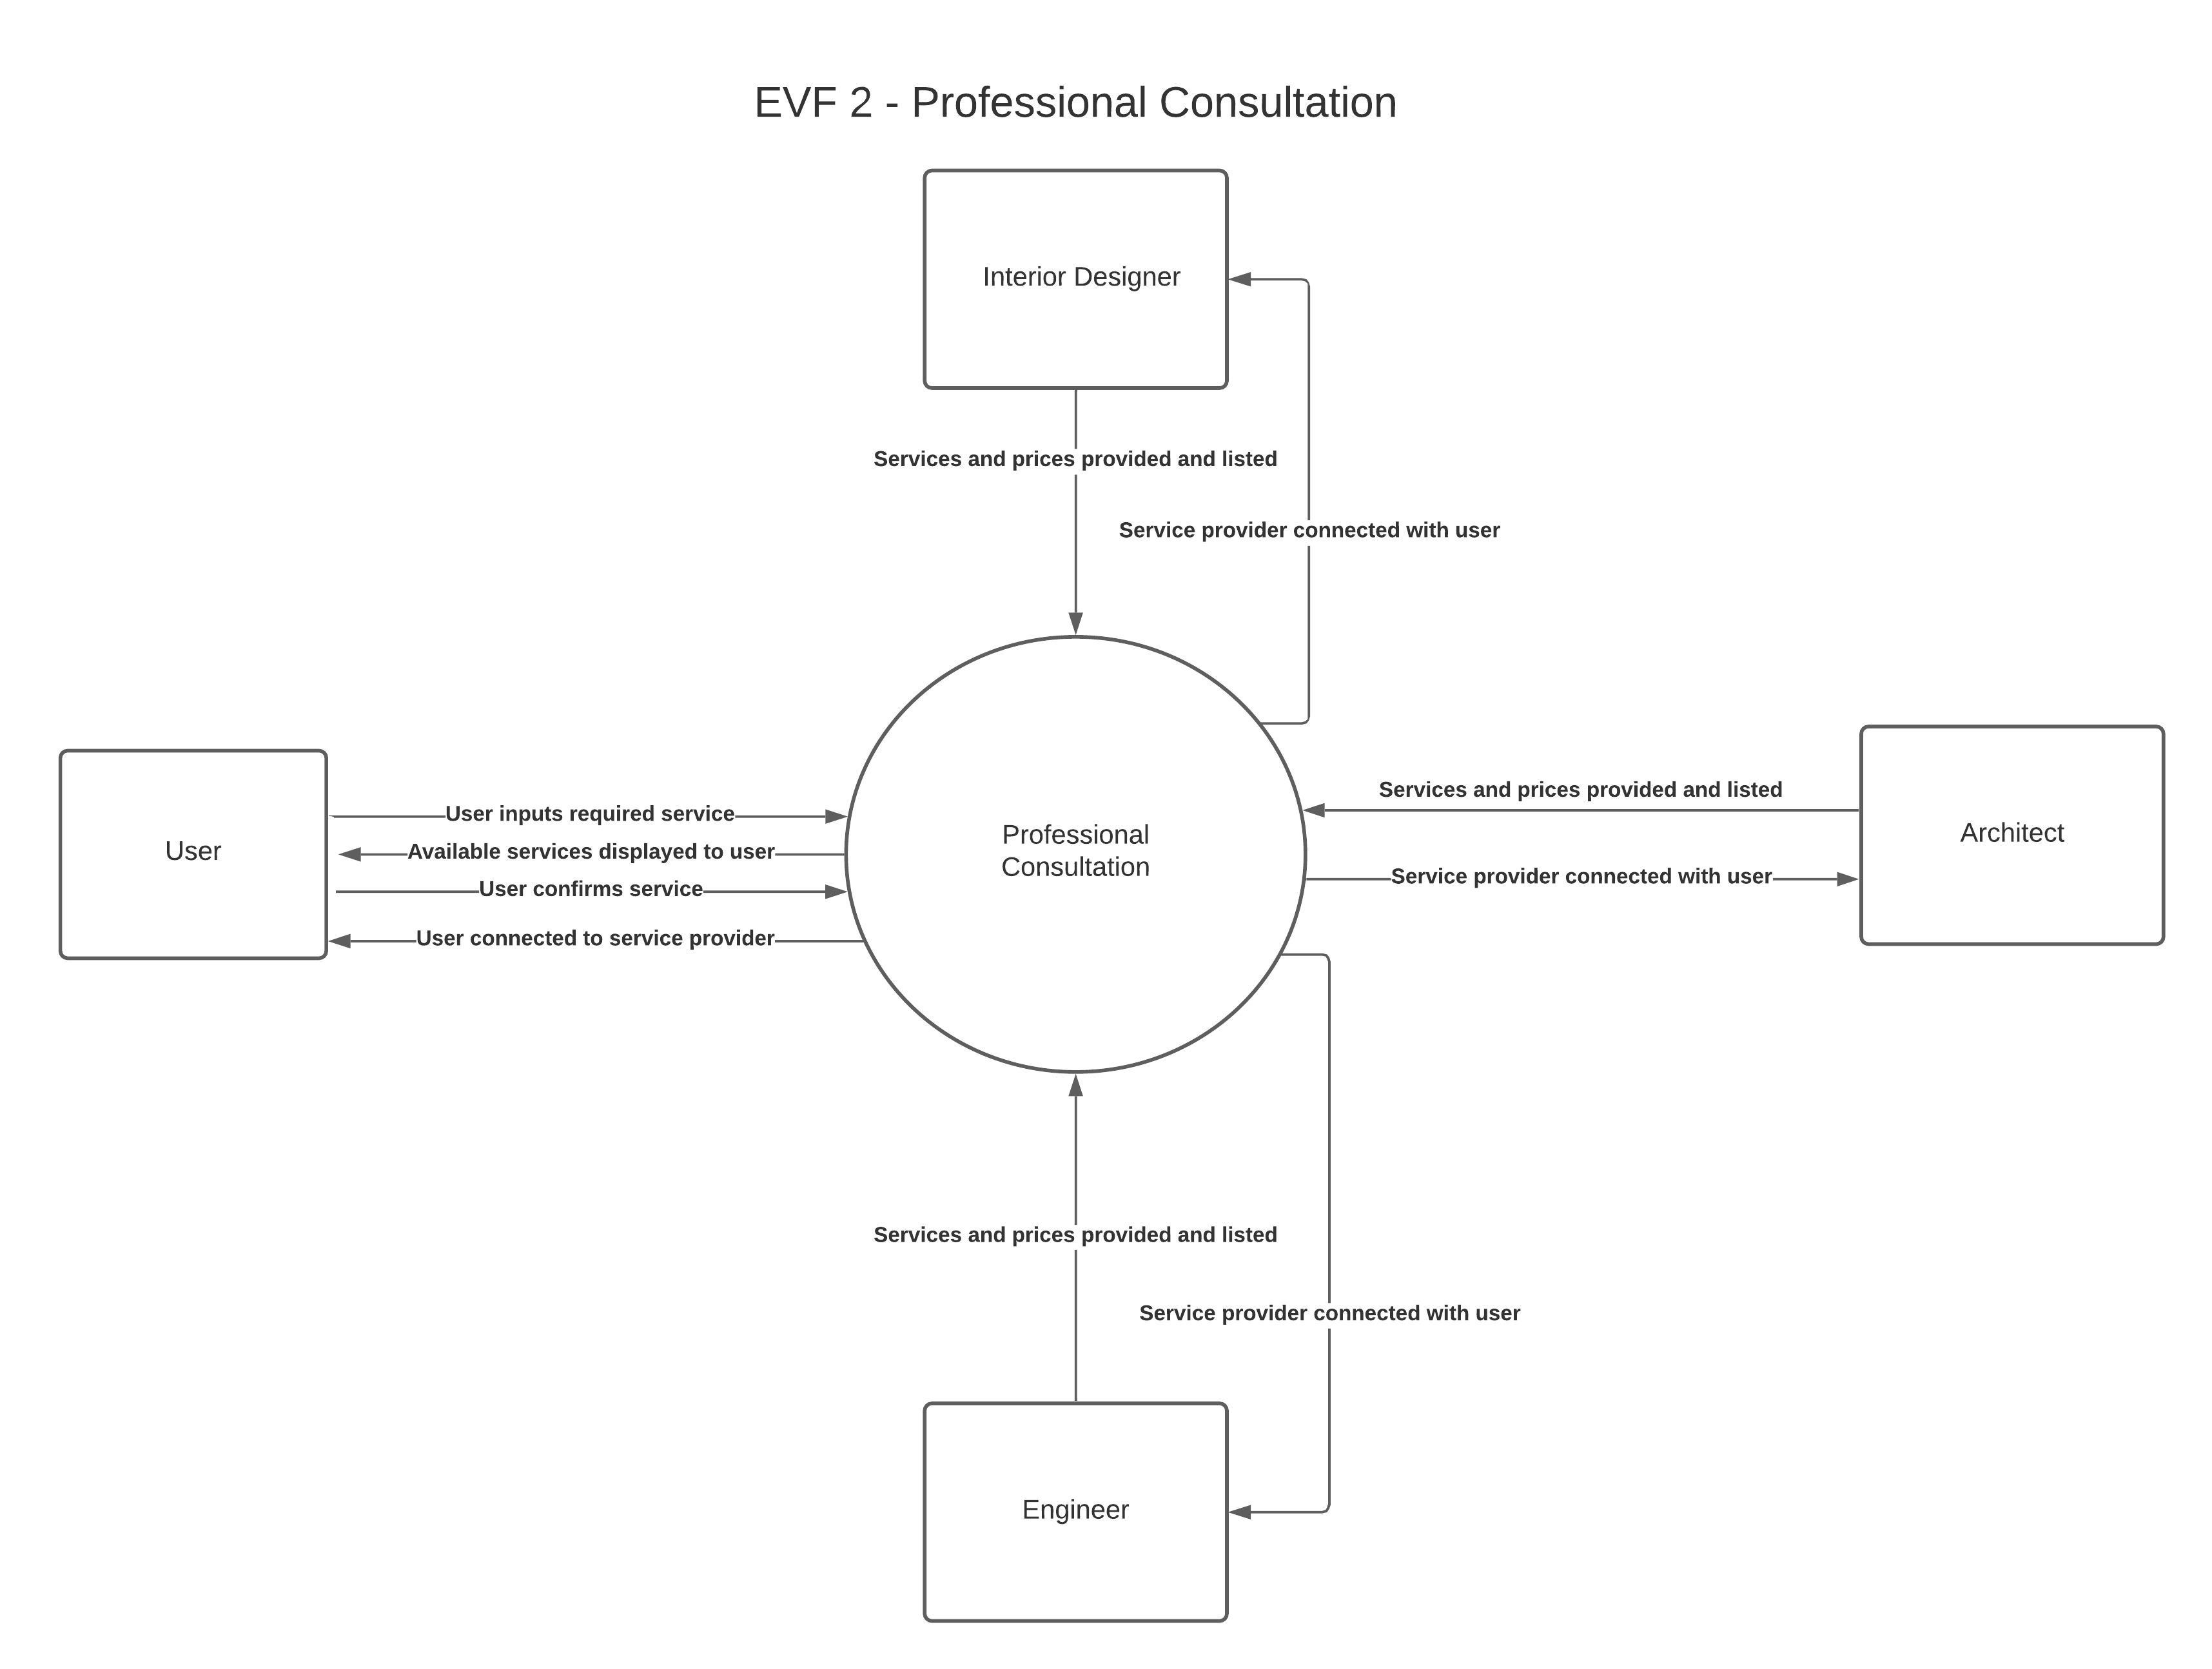 EVF 2 - Professional Consultation
Interior Designer
Services and prices provided and listed
Service provider connected with user
User
User inputs required service
Available services displayed to user
User confirms service
User connected to service provider
Professional
Consultation
Services and prices provided and listed
Service provider connected with user
Architect
Services and prices provided and listed
Service provider connected with user
Engineer